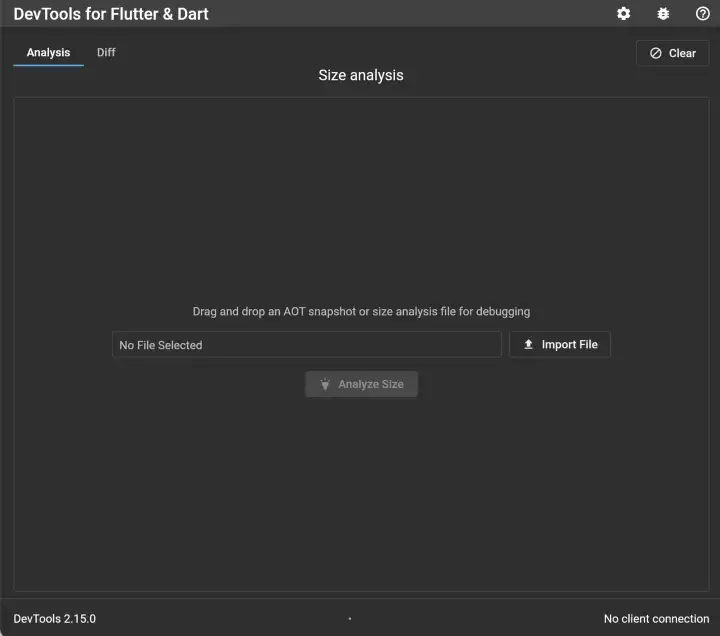 DevTools for Flutter & Dart
Analysis Diff Clear
Size analysis
Drag and drop an AOT snapshot or size analysis file for debugging
No File Selected Import File
Analyze Size
DevTools 2.15.0 • No client connection